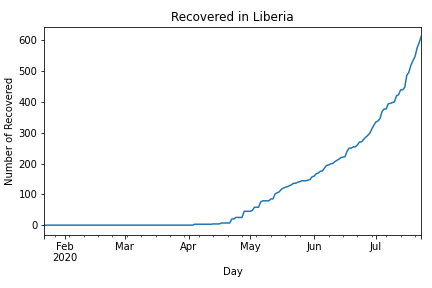 Recovered in Liberia
Number of Recovered
600
500
400
300
200
100
0
Feb
2020
Mar
Apr
May
Jun
Jul
Day